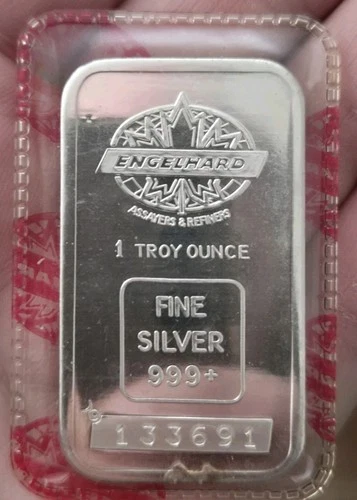 ENGELHARD
ASSAYERS & REFINERS
1 TROY OUNCE
FINE
SILVER
999+
133691